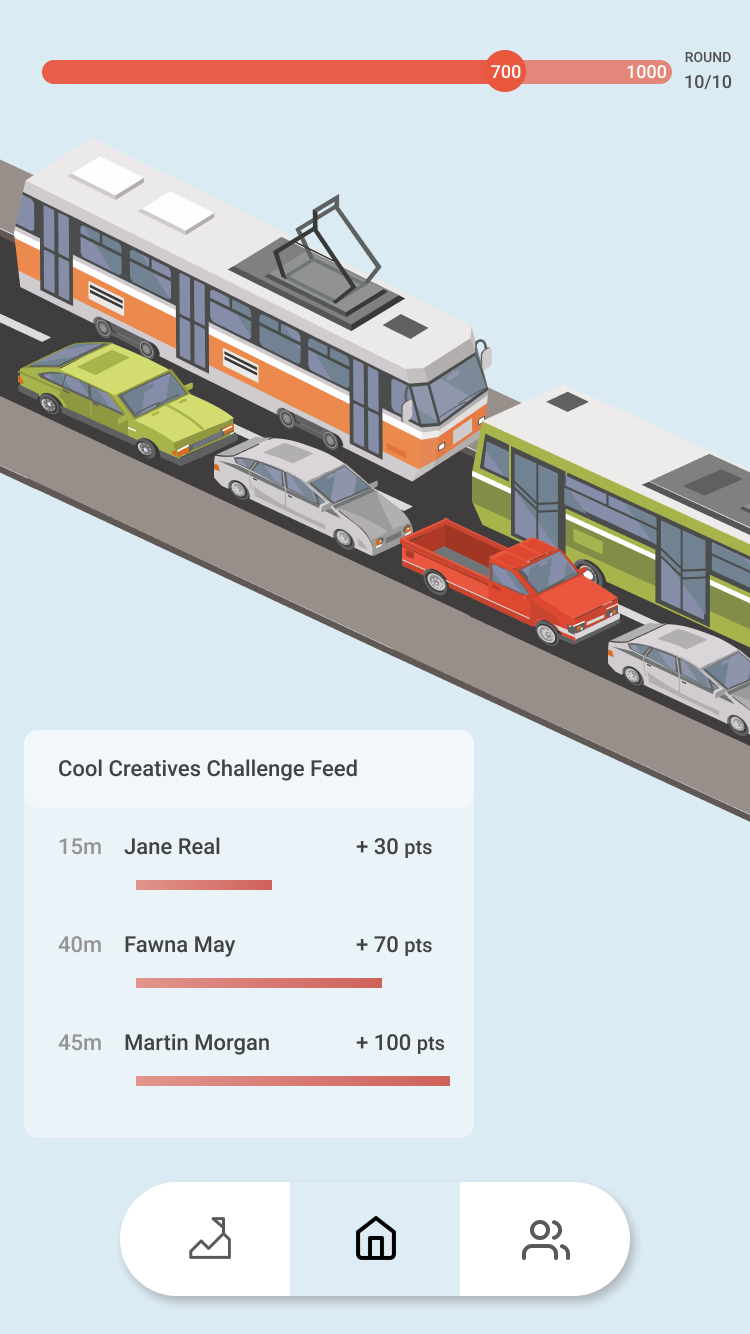 700 1000
ROUND
10/10
Cool Creatives Challenge Feed
15m Jane Real + 30 pts
40m Fawna May + 70 pts
45m Martin Morgan + 100 pts